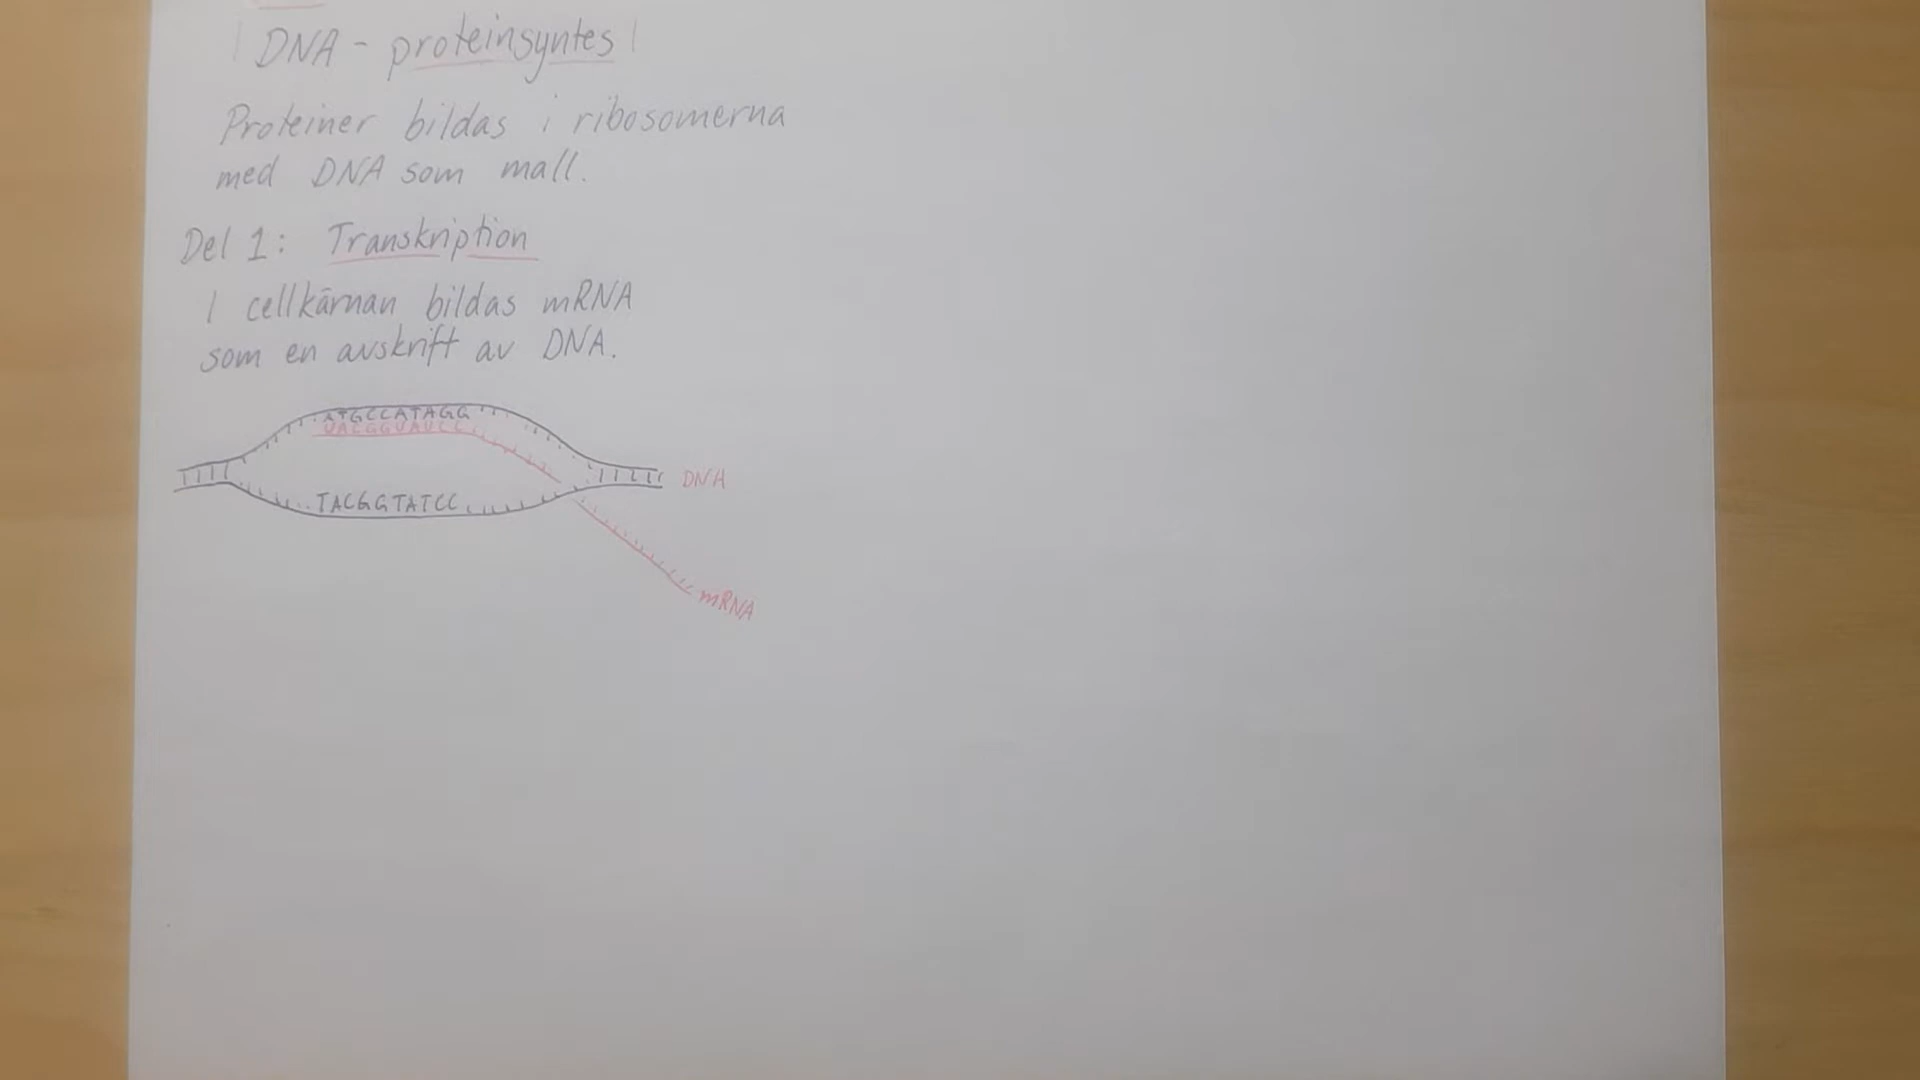 DNA - proteinsyntes
Proteiner bildas i ribosomerna
med DNA som mall.
Del 1: Transkription
I cellkärnan bildas mRNA
som en avskrift av DNA.
ATGCCATAGG
UACGGUAUCC
DNA
TACGGTATCC
mRNA